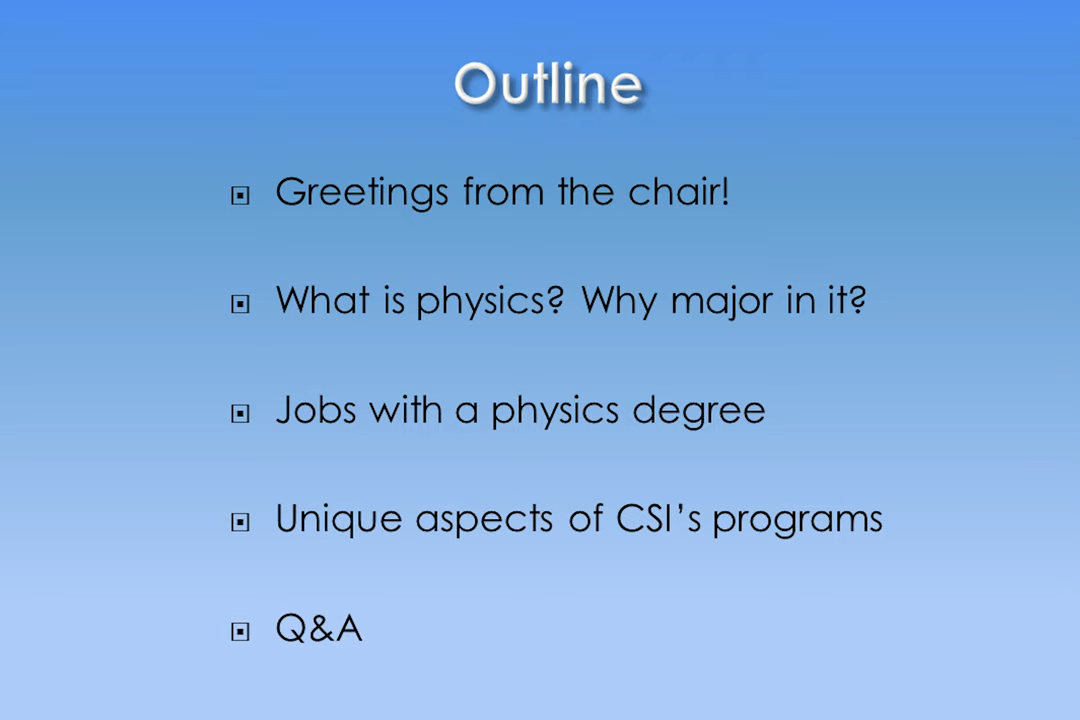 Outline
Greetings from the chair!
What is physics? Why major in it?
Jobs with a physics degree
Unique aspects of CSI’s programs
Q&A